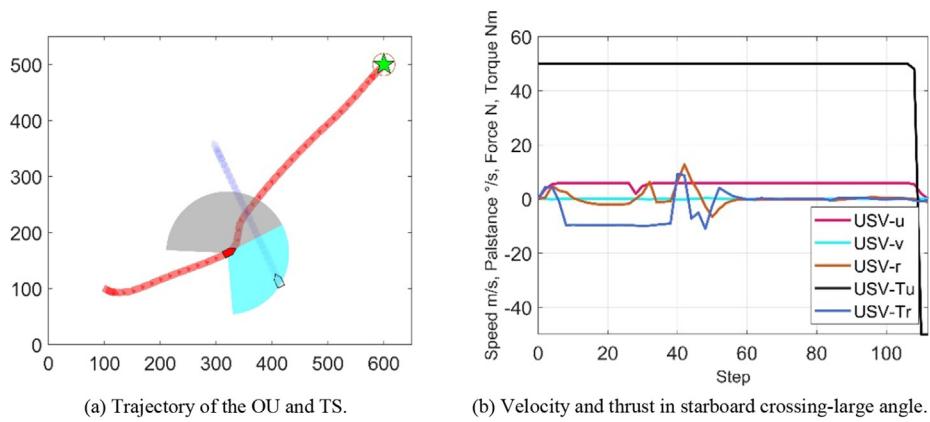 500
400
300
200
100
0
0 100 200 300 400 500 600
(a) Trajectory of the OU and TS.
Speed m/s, Palstance °/s, Force N, Torque Nm
60
40
20
0
-20
-40
USV-u
USV-v
USV-r
USV-Tu
USV-Tr
0 20 40 60 80 100
Step
(b) Velocity and thrust in starboard crossing-large angle.